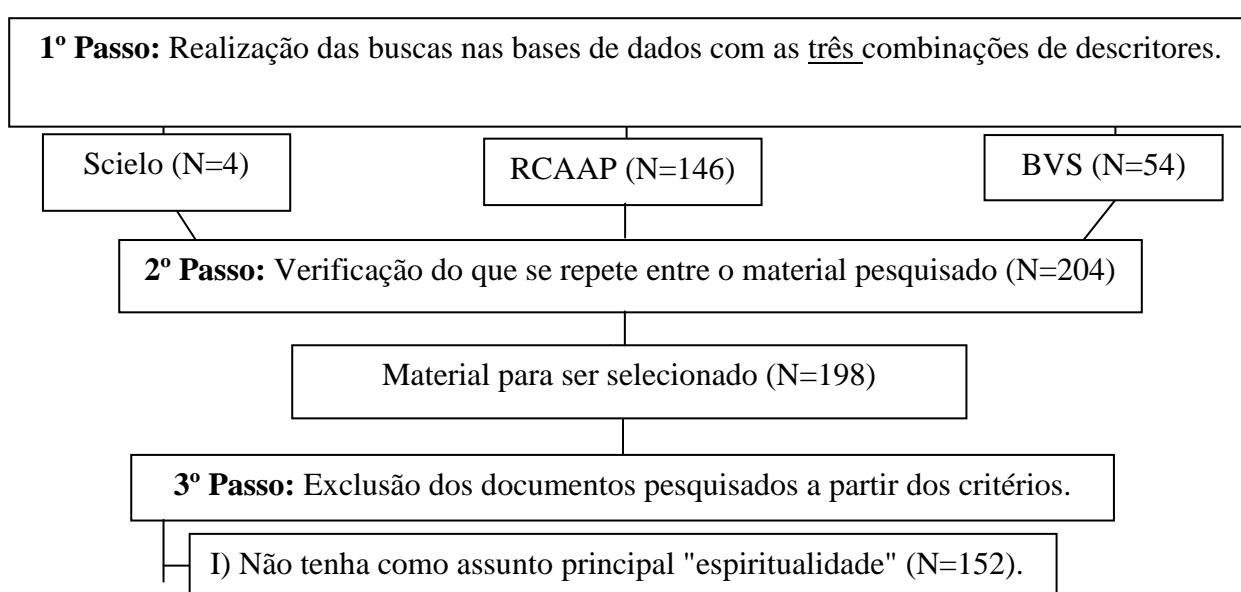 1º Passo: Realização das buscas nas bases de dados com as três combinações de descritores.
Scielo (N=4)
RCAAP (N=146)
BVS (N=54)
2º Passo: Verificação do que se repete entre o material pesquisado (N=204)
Material para ser selecionado (N=198)
3º Passo: Exclusão dos documentos pesquisados a partir dos critérios.
I) Não tenha como assunto principal "espiritualidade" (N=152).